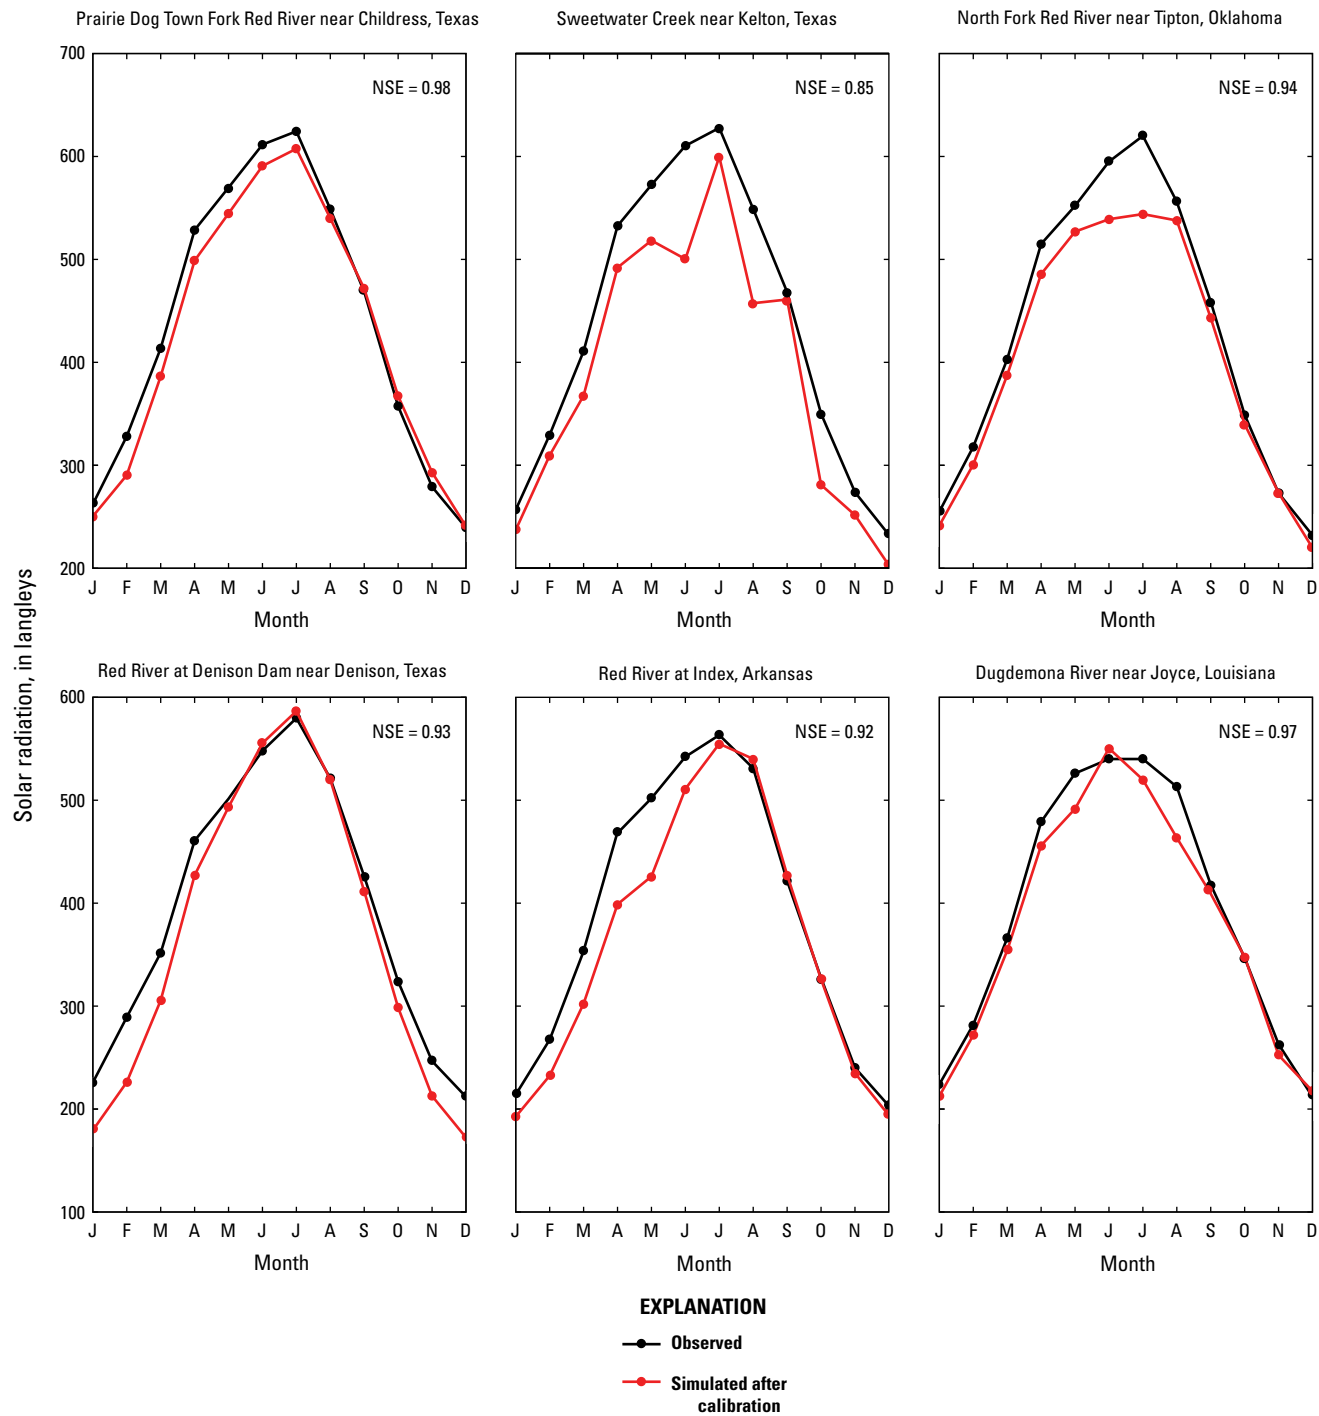 Prairie Dog Town Fork Red River near Childress, Texas
Sweetwater Creek near Kelton, Texas
North Fork Red River near Tipton, Oklahoma
700
600
500
400
300
200
NSE = 0.98
NSE = 0.85
NSE = 0.94
J F M A M J J A S O N D
J F M A M J J A S O N D
J F M A M J J A S O N D
Month
Month
Month
Solar radiation, in langleys
Red River at Denison Dam near Denison, Texas
Red River at Index, Arkansas
Dugdemona River near Joyce, Louisiana
600
500
400
300
200
100
NSE = 0.93
NSE = 0.92
NSE = 0.97
J F M A M J J A S O N D
J F M A M J J A S O N D
J F M A M J J A S O N D
Month
Month
Month
EXPLANATION
Observed
Simulated after
calibration